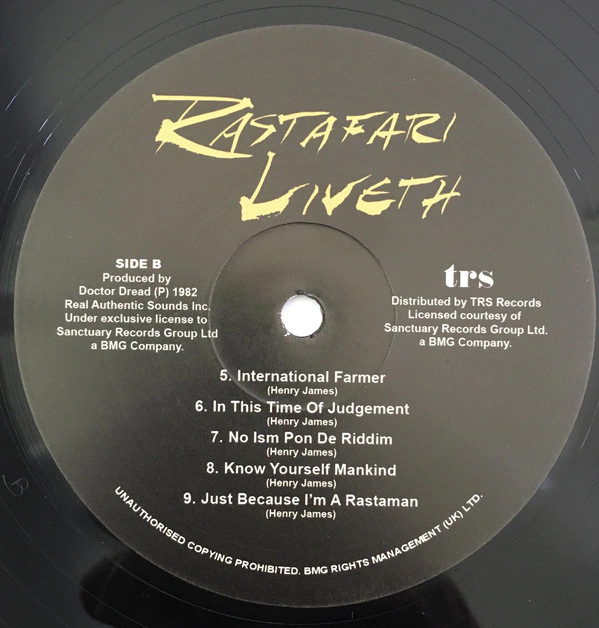 RASTAFARI
LIVETH
SIDE B
Produced by
Doctor Dread (P) 1982
Real Authentic Sounds Inc.
Under exclusive license to
Sanctuary Records Group Ltd
a BMG Company.
trs
Distributed by TRS Records
Licensed courtesy of
Sanctuary Records Group Ltd.
a BMG Company.
5. International Farmer
(Henry James)
6. In This Time Of Judgement
(Henry James)
7. No Ism Pon De Riddim
(Henry James)
8. Know Yourself Mankind
(Henry James)
9. Just Because I'm A Rastaman
(Henry James)
UNAUTHORISED COPYING PROHIBITED. BMG RIGHTS MANAGEMENT (UK) LTD.